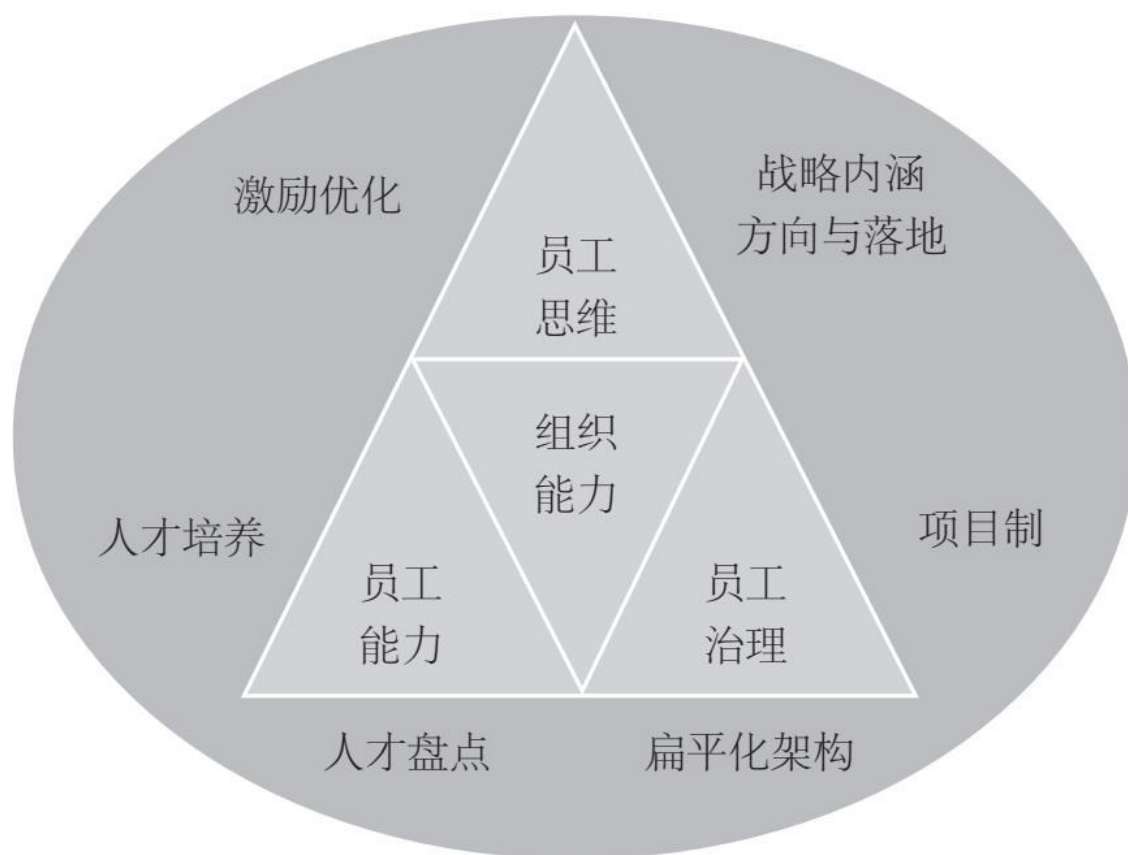 激励优化
战略内涵
方向与落地
员工
思维
组织
能力
人才培养
项目制
员工
能力
员工
治理
人才盘点
扁平化架构